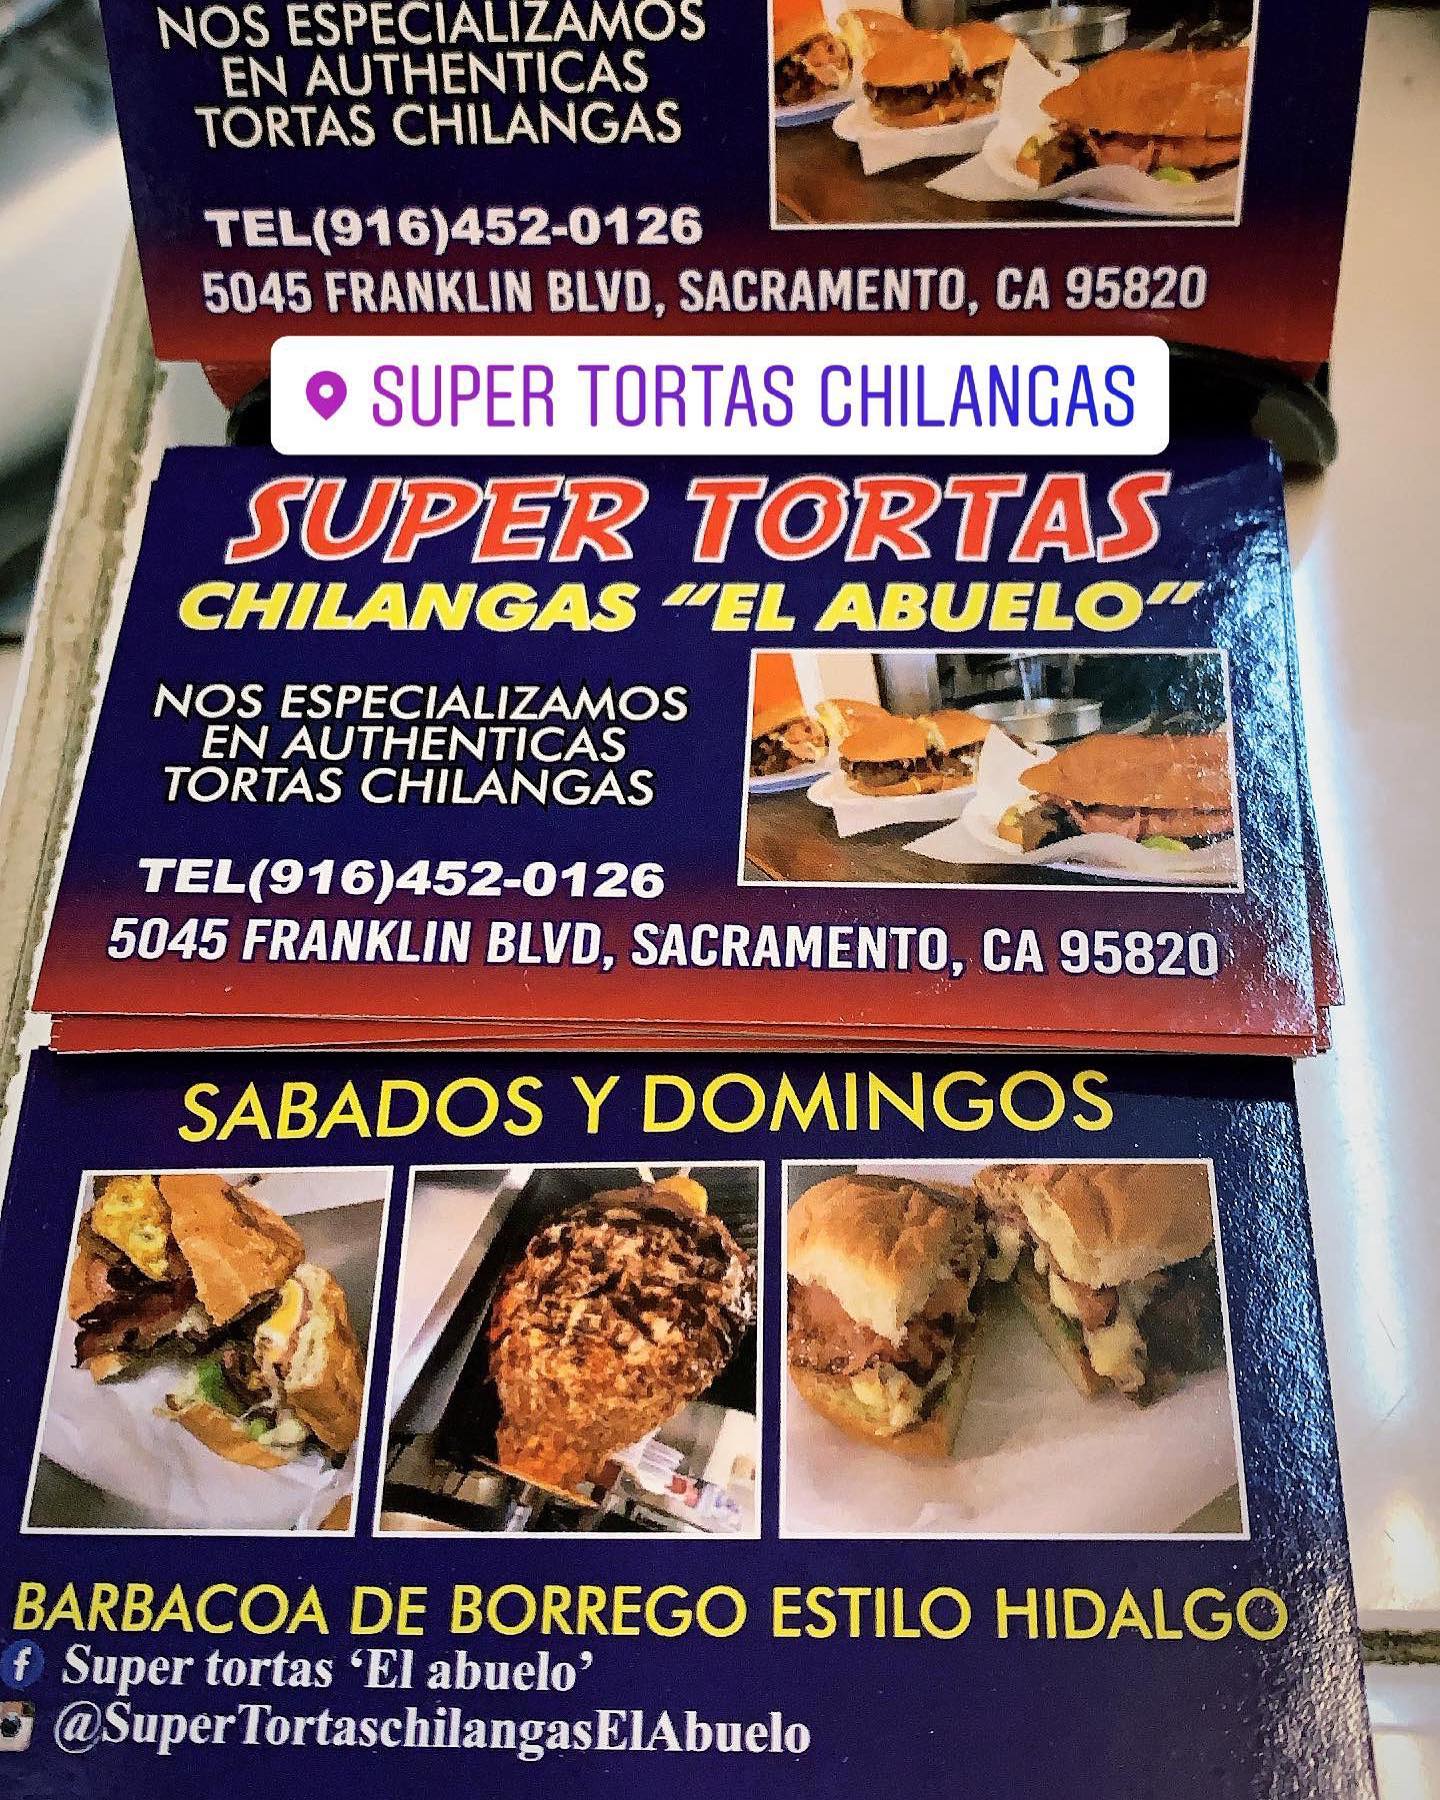 NOS ESPECIALIZAMOS
EN AUTHENTICAS
TORTAS CHILANGAS
TEL(916)452-0126
5045 FRANKLIN BLVD, SACRAMENTO, CA 95820
SUPER TORTAS CHILANGAS
SUPER TORTAS
CHILANGAS "EL ABUELO"
NOS ESPECIALIZAMOS
EN AUTHENTICAS
TORTAS CHILANGAS
TEL(916)452-0126
5045 FRANKLIN BLVD, SACRAMENTO, CA 95820
SABADOS Y DOMINGOS
BARBACOA DE BORREGO ESTILO HIDALGO
f Super tortas ‘El abuelo’
@SuperTortaschilangasElAbuelo